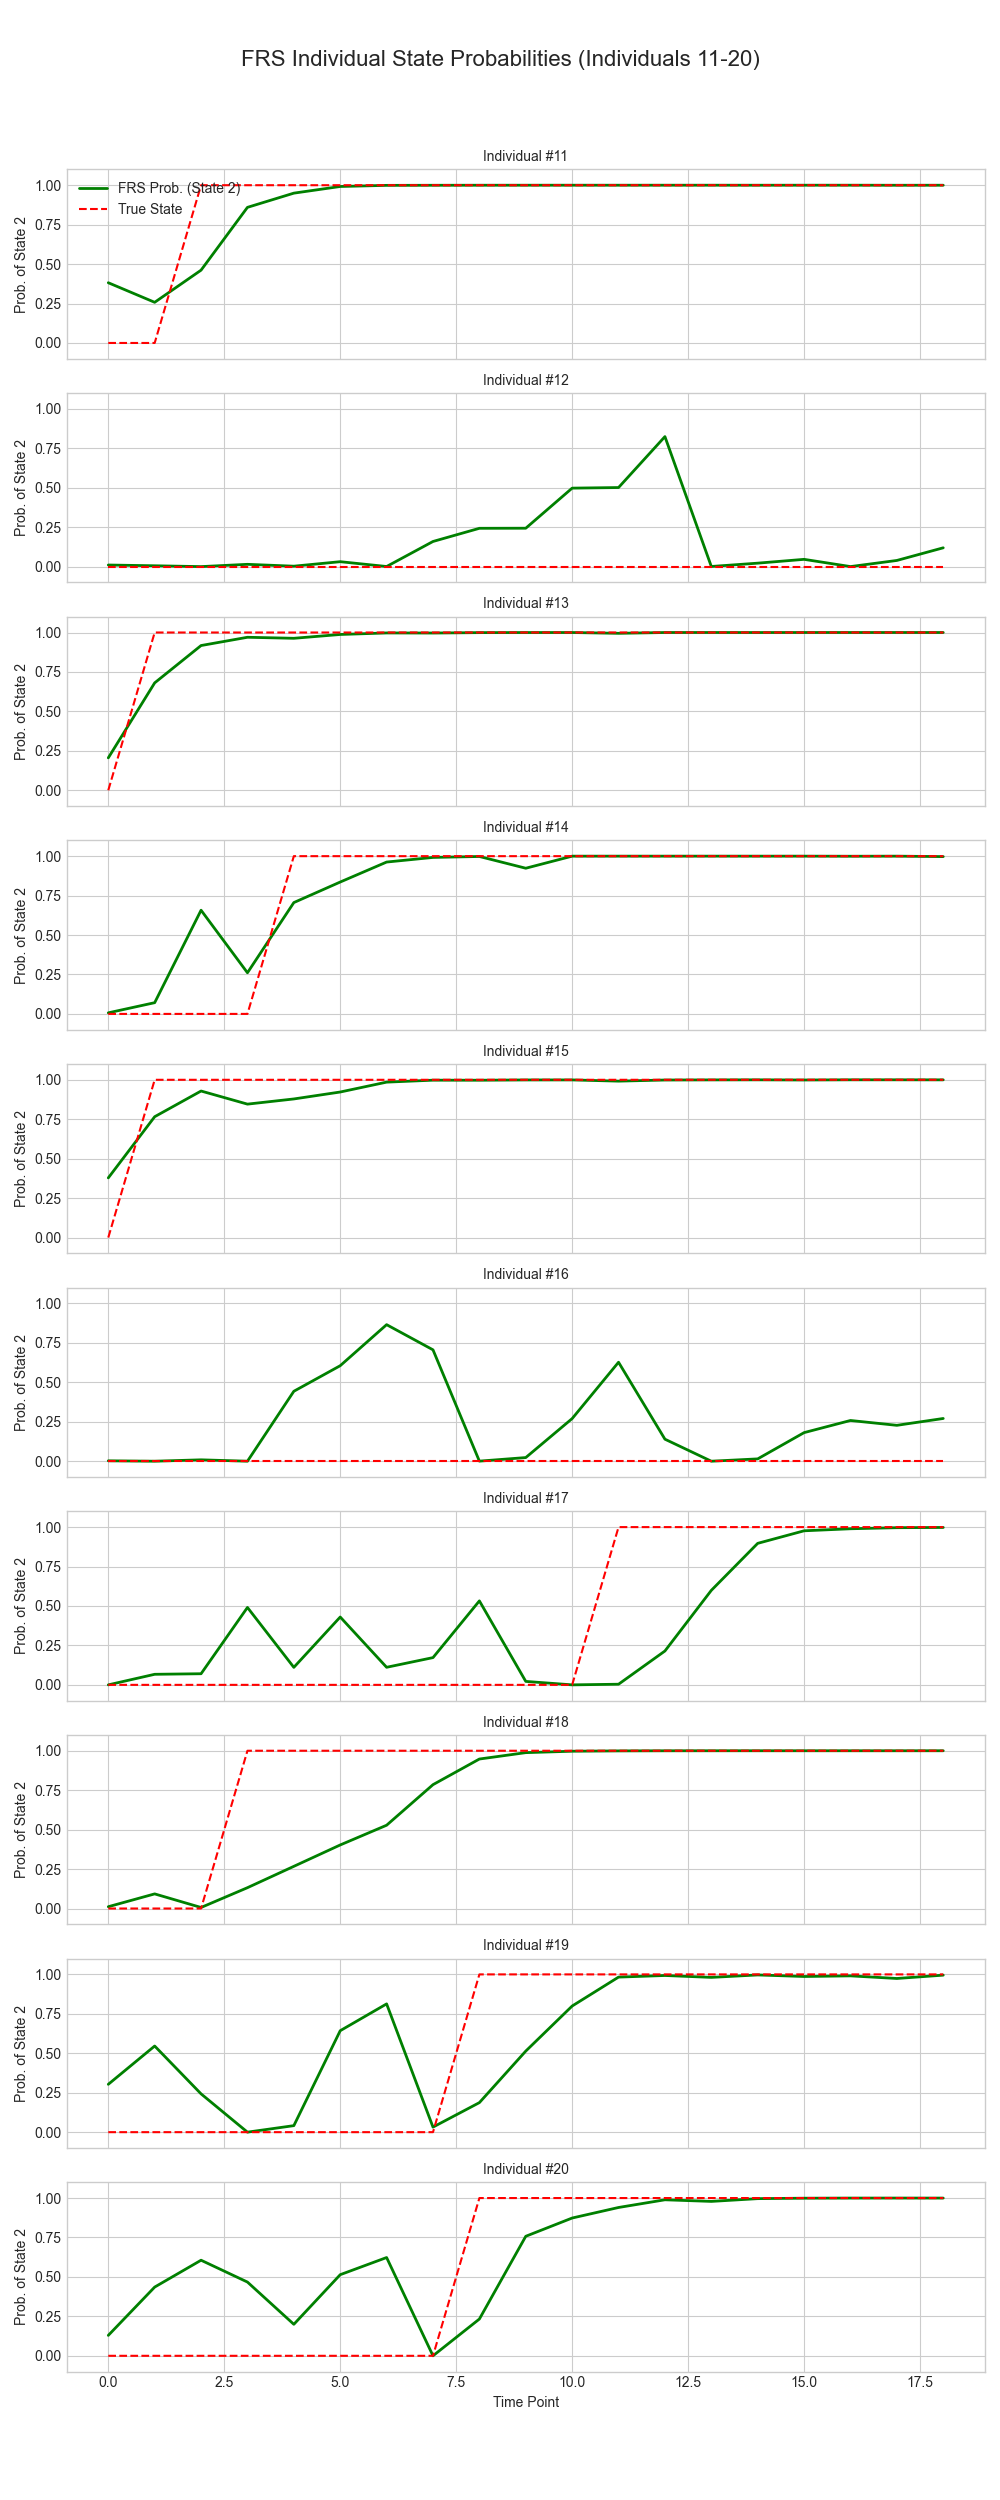 FRS Individual State Probabilities (Individuals 11-20)
Individual #11
1.00
0.75
0.50
0.25
0.00
Prob. of State 2
FRS Prob. (State 2)
True State
Individual #12
1.00
0.75
0.50
0.25
0.00
Prob. of State 2
Individual #13
1.00
0.75
0.50
0.25
0.00
Prob. of State 2
Individual #14
1.00
0.75
0.50
0.25
0.00
Prob. of State 2
Individual #15
1.00
0.75
0.50
0.25
0.00
Prob. of State 2
Individual #16
1.00
0.75
0.50
0.25
0.00
Prob. of State 2
Individual #17
1.00
0.75
0.50
0.25
0.00
Prob. of State 2
Individual #18
1.00
0.75
0.50
0.25
0.00
Prob. of State 2
Individual #19
1.00
0.75
0.50
0.25
0.00
Prob. of State 2
Individual #20
1.00
0.75
0.50
0.25
0.00
Prob. of State 2
0.0 2.5 5.0 7.5 10.0 12.5 15.0 17.5
Time Point